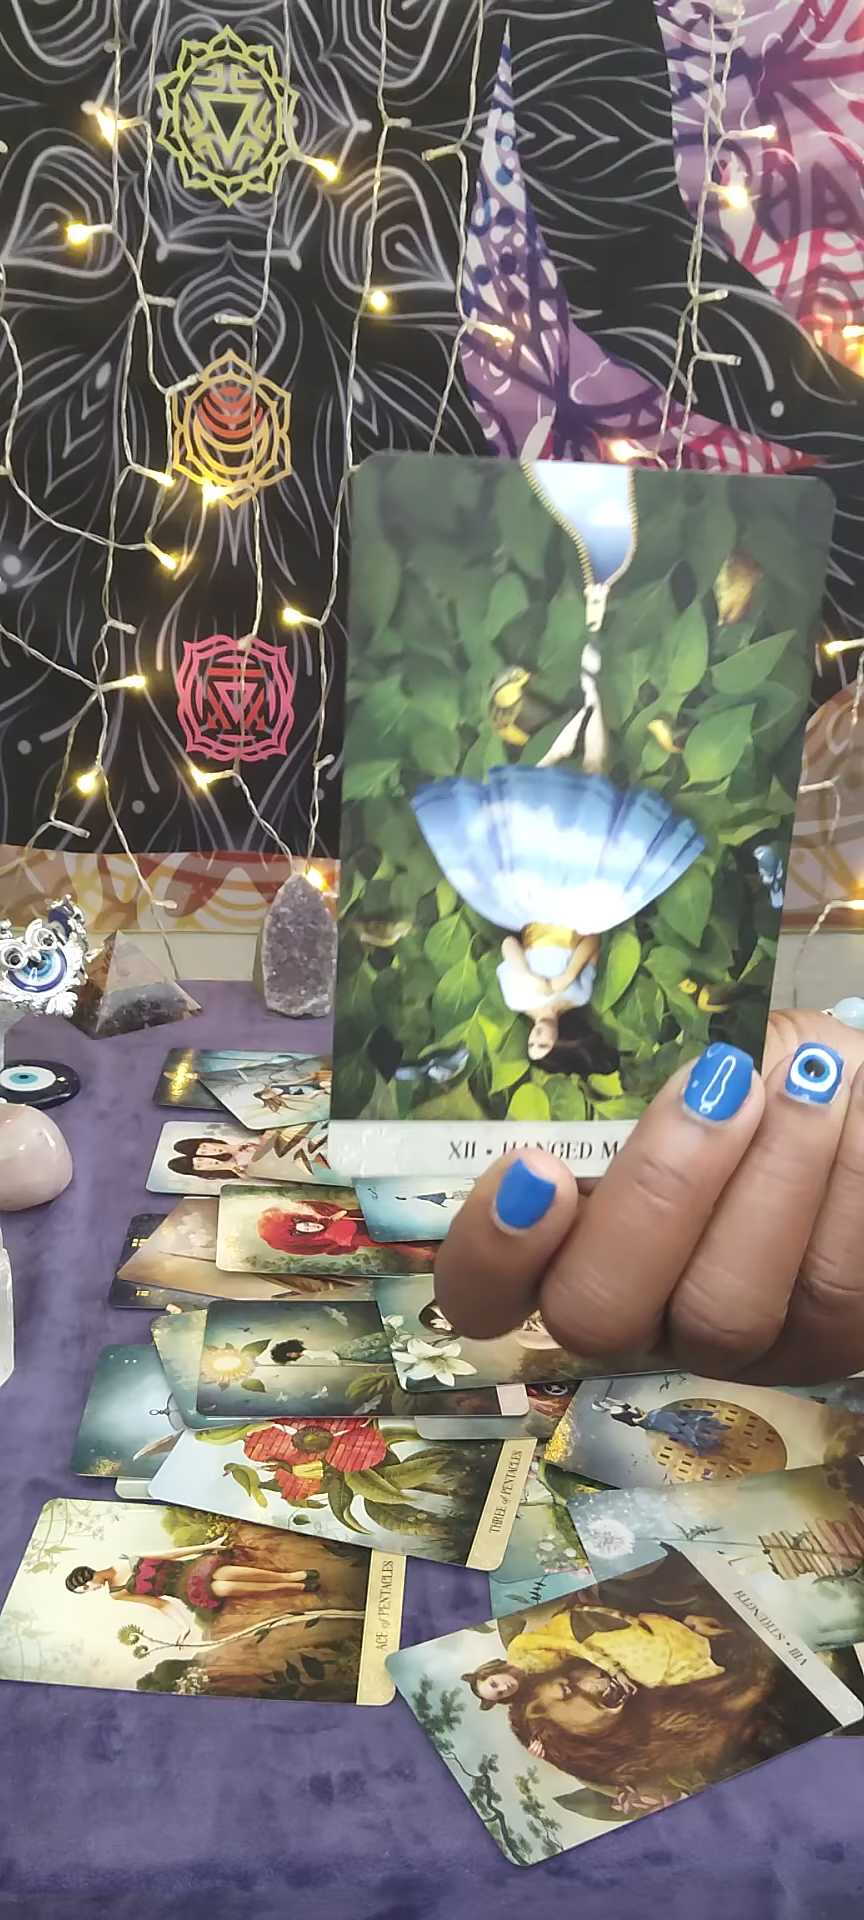 XII • HANGED M
THREE of PENTACLES
ACE of PENTACLES
VIII • STRENGTH